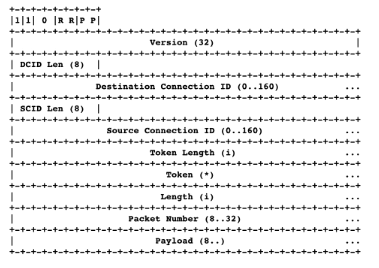 +-+-+-+-+-+-+-+-+
|1|1| 0 |R R|P P|
+-+-+-+-+-+-+-+-+-+-+-+-+-+-+-+-+-+-+-+-+-+-+-+-+-+-+-+-+-+-+-+-+
|                         Version (32)                          |
+-+-+-+-+-+-+-+-+-+-+-+-+-+-+-+-+-+-+-+-+-+-+-+-+-+-+-+-+-+-+-+-+
| DCID Len (8)  |
+-+-+-+-+-+-+-+-+-+-+-+-+-+-+-+-+-+-+-+-+-+-+-+-+-+-+-+-+-+-+-+-+
|               Destination Connection ID (0..160)            ...
+-+-+-+-+-+-+-+-+-+-+-+-+-+-+-+-+-+-+-+-+-+-+-+-+-+-+-+-+-+-+-+-+
| SCID Len (8)  |
+-+-+-+-+-+-+-+-+-+-+-+-+-+-+-+-+-+-+-+-+-+-+-+-+-+-+-+-+-+-+-+-+
|                 Source Connection ID (0..160)               ...
+-+-+-+-+-+-+-+-+-+-+-+-+-+-+-+-+-+-+-+-+-+-+-+-+-+-+-+-+-+-+-+-+
|                         Token Length (i)                    ...
+-+-+-+-+-+-+-+-+-+-+-+-+-+-+-+-+-+-+-+-+-+-+-+-+-+-+-+-+-+-+-+-+
|                            Token (*)                        ...
+-+-+-+-+-+-+-+-+-+-+-+-+-+-+-+-+-+-+-+-+-+-+-+-+-+-+-+-+-+-+-+-+
|                           Length (i)                        ...
+-+-+-+-+-+-+-+-+-+-+-+-+-+-+-+-+-+-+-+-+-+-+-+-+-+-+-+-+-+-+-+-+
|                    Packet Number (8..32)                    ...
+-+-+-+-+-+-+-+-+-+-+-+-+-+-+-+-+-+-+-+-+-+-+-+-+-+-+-+-+-+-+-+-+
|                          Payload (8..)                      ...
+-+-+-+-+-+-+-+-+-+-+-+-+-+-+-+-+-+-+-+-+-+-+-+-+-+-+-+-+-+-+-+-+